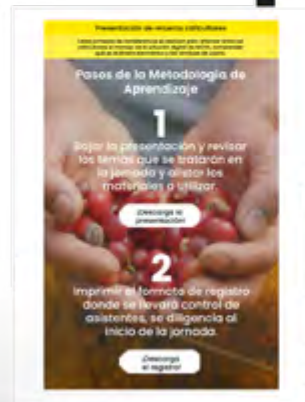 Presentación de recursos caficultores
Pasos de la Metodología de
Aprendizaje
1
Bajar la presentación y revisar
los temas que se tratarán en
la jornada y alistar los
materiales a utilizar.
¡Descarga la
presentación!
2
Imprimir el formato de registro
donde se llevará control de
asistentes, se diligencia al
inicio de la jornada.
¡Descarga
el registro!